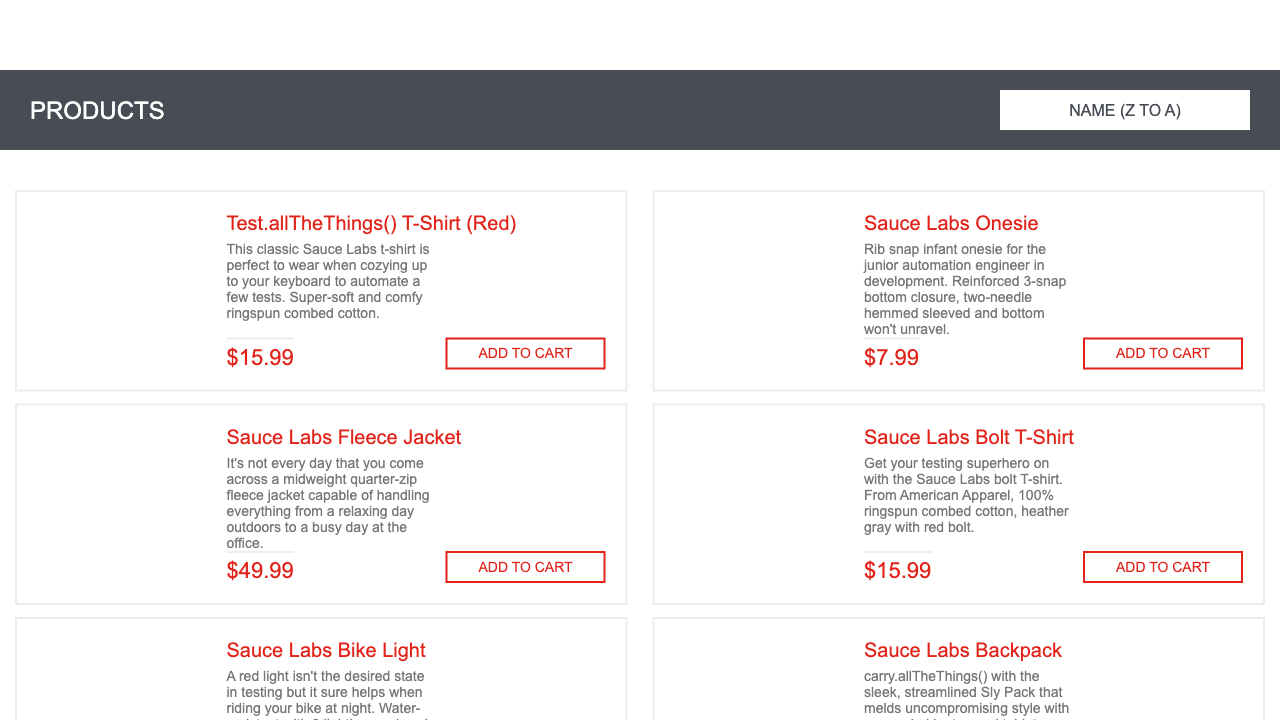 PRODUCTS
NAME (Z TO A)
Test.allTheThings() T-Shirt (Red)
This classic Sauce Labs t-shirt is
perfect to wear when cozying up
to your keyboard to automate a
few tests. Super-soft and comfy
ringspun combed cotton.
$15.99
ADD TO CART
Sauce Labs Onesie
Rib snap infant onesie for the
junior automation engineer in
development. Reinforced 3-snap
bottom closure, two-needle
hemmed sleeved and bottom
won't unravel.
$7.99
ADD TO CART
Sauce Labs Fleece Jacket
It's not every day that you come
across a midweight quarter-zip
fleece jacket capable of handling
everything from a relaxing day
outdoors to a busy day at the
office.
$49.99
ADD TO CART
Sauce Labs Bolt T-Shirt
Get your testing superhero on
with the Sauce Labs bolt T-shirt.
From American Apparel, 100%
ringspun combed cotton, heather
gray with red bolt.
$15.99
ADD TO CART
Sauce Labs Bike Light
A red light isn't the desired state
in testing but it sure helps when
riding your bike at night. Water-
Sauce Labs Backpack
carry.allTheThings() with the
sleek, streamlined Sly Pack that
melds uncompromising style with